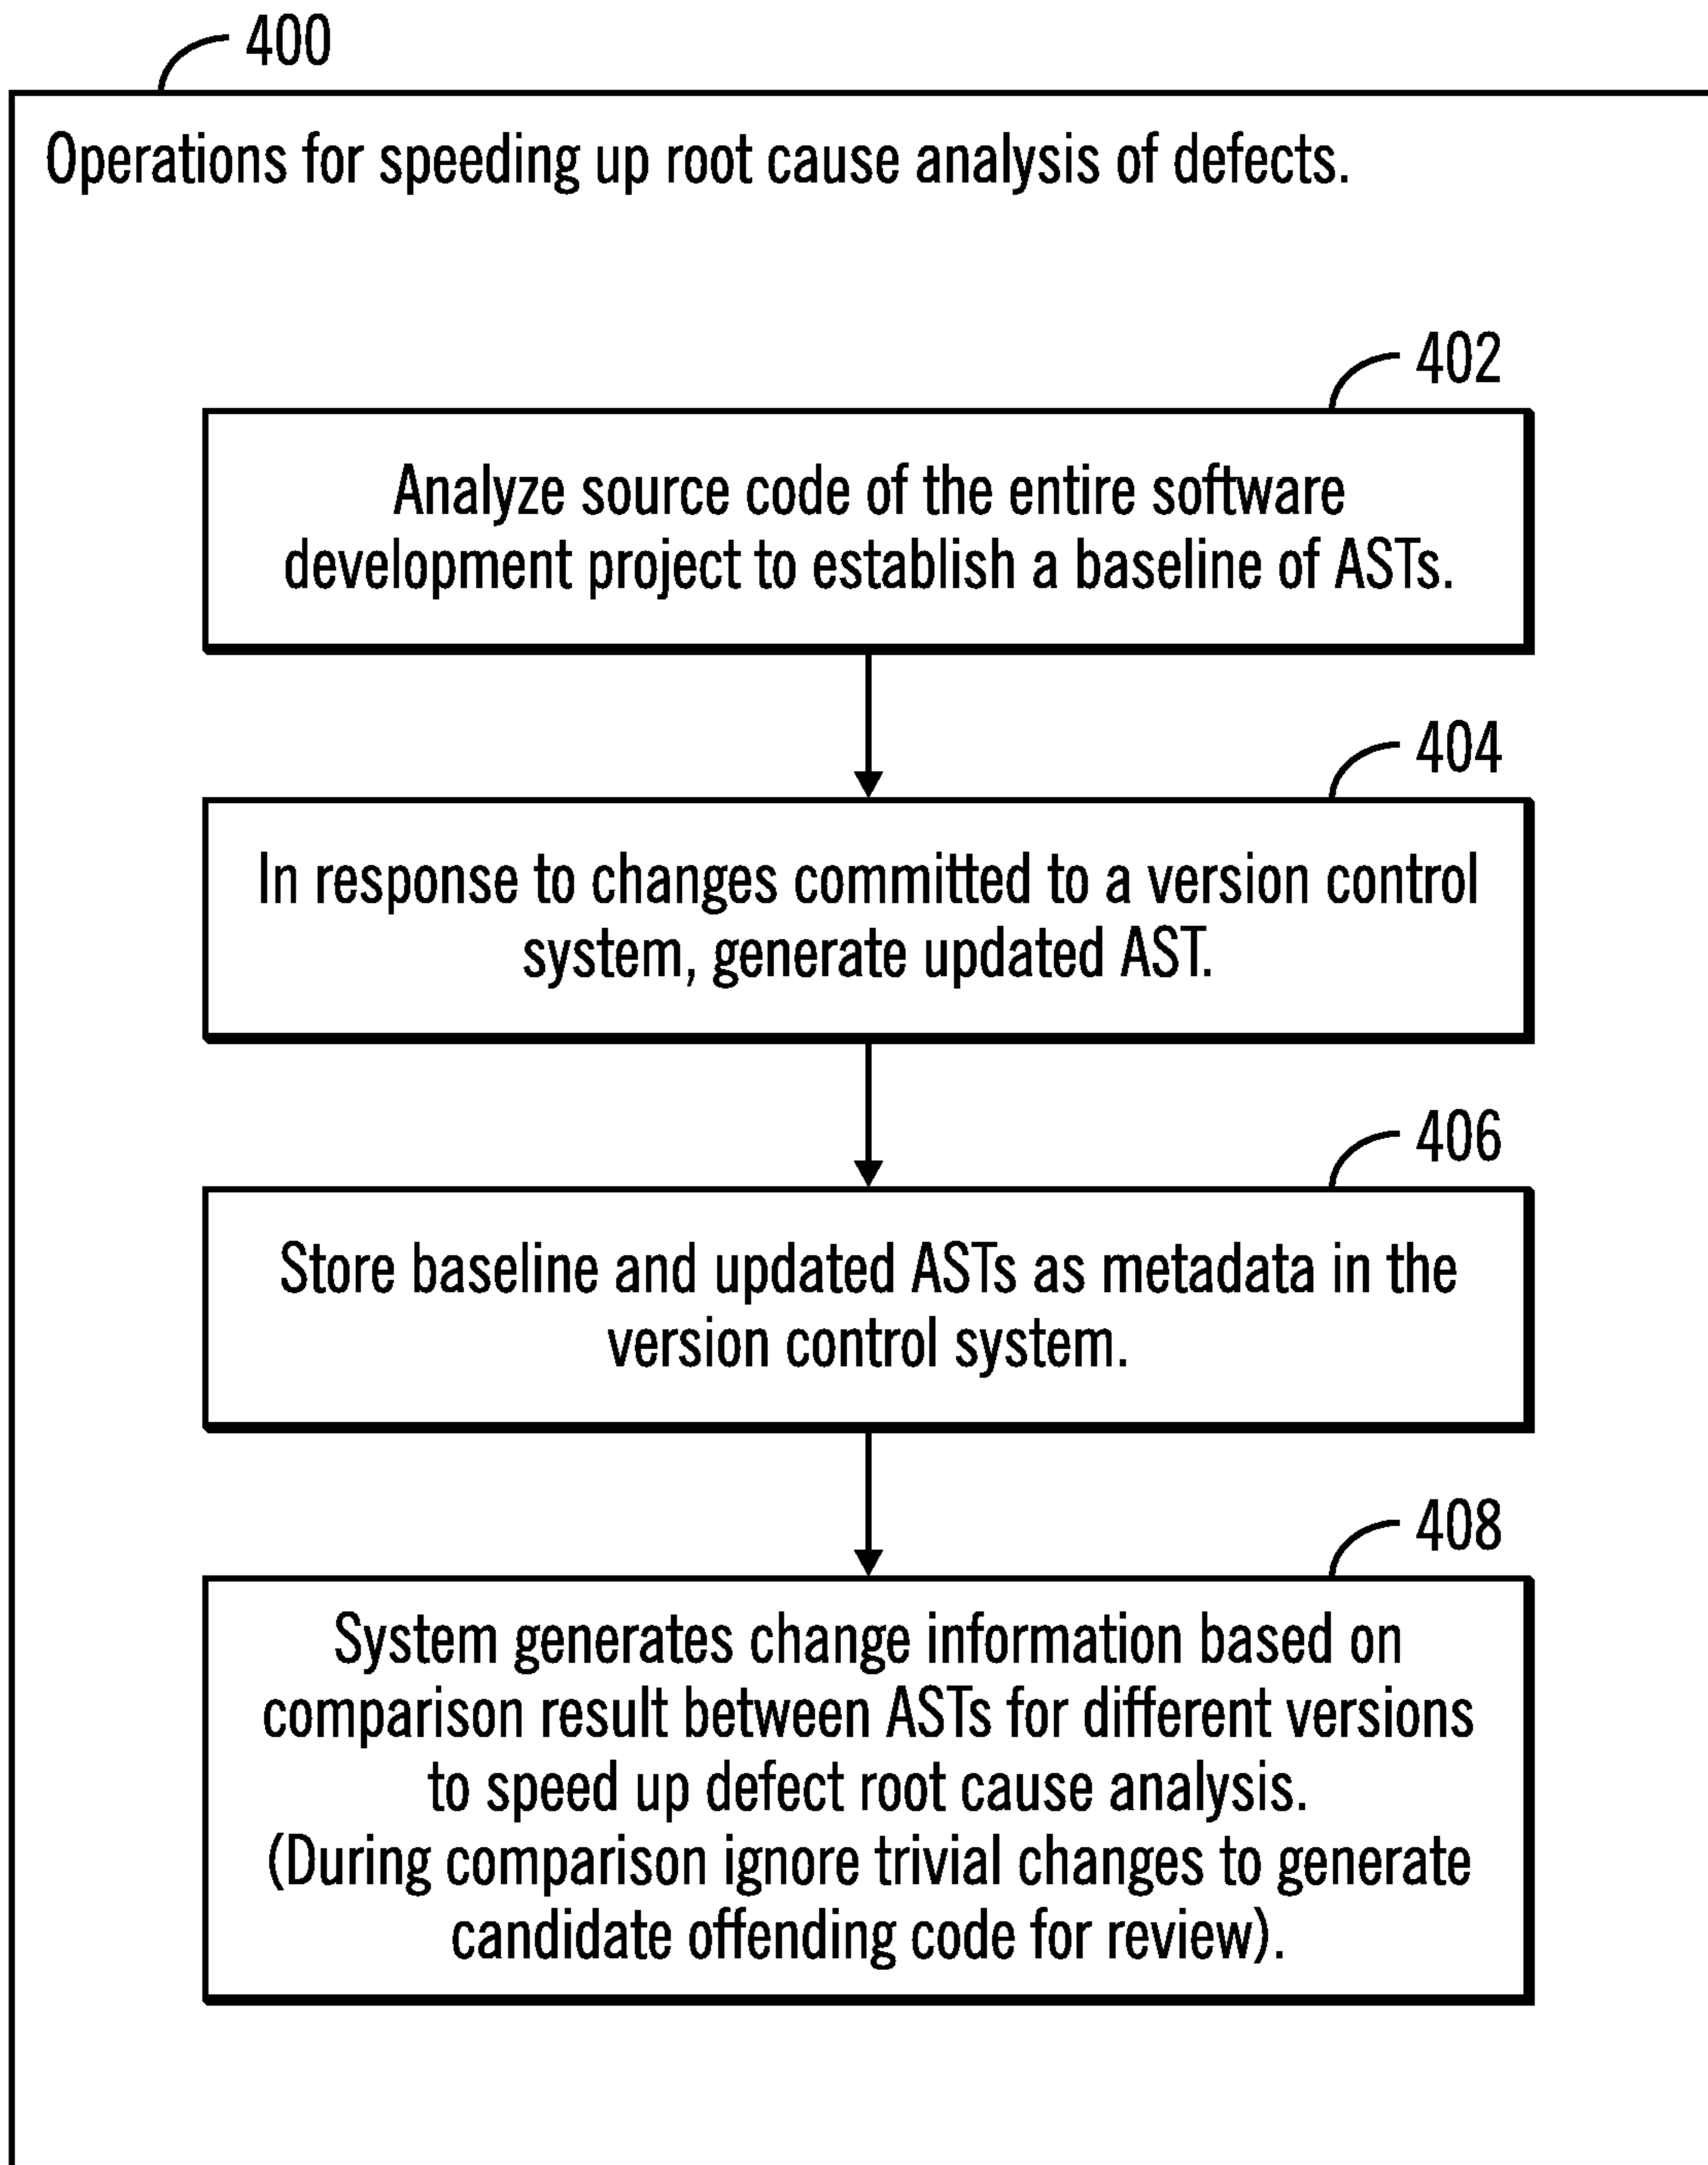 400
Operations for speeding up root cause analysis of defects.
402
Analyze source code of the entire software
development project to establish a baseline of ASTs.
404
In response to changes committed to a version control
system, generate updated AST.
406
Store baseline and updated ASTs as metadata in the
version control system.
408
System generates change information based on
comparison result between ASTs for different versions
to speed up defect root cause analysis.
(During comparison ignore trivial changes to generate
candidate offending code for review).